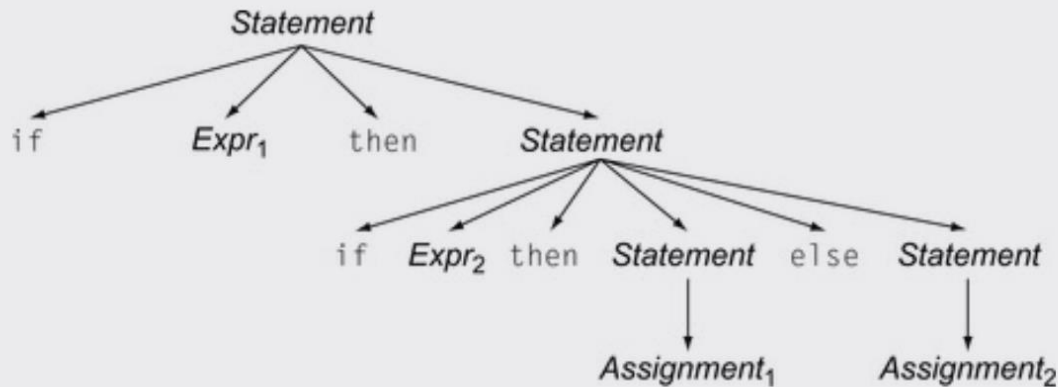 Statement
if Expr₁ then Statement
if Expr₂ then Statement else Statement
Assignment₁ Assignment₂